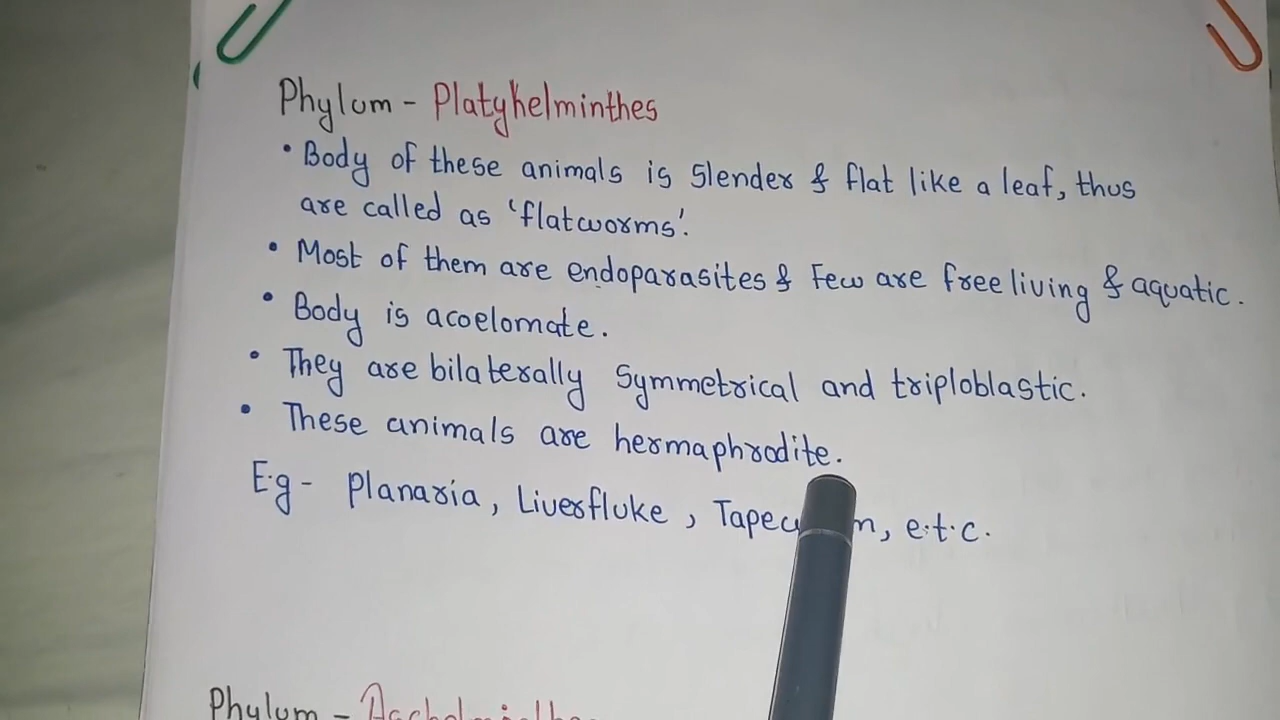 Phylum - Platyhelminthes
• Body of these animals is slender & flat like a leaf, thus
are called as 'flatworms'.
• Most of them are endoparasites & Few are free living & aquatic.
• Body is acoelomate.
• They are bilaterally Symmetrical and triploblastic.
• These animals are hermaphrodite.
E.g - Planaria, Liverfluke, e.t.c.
Phylum -